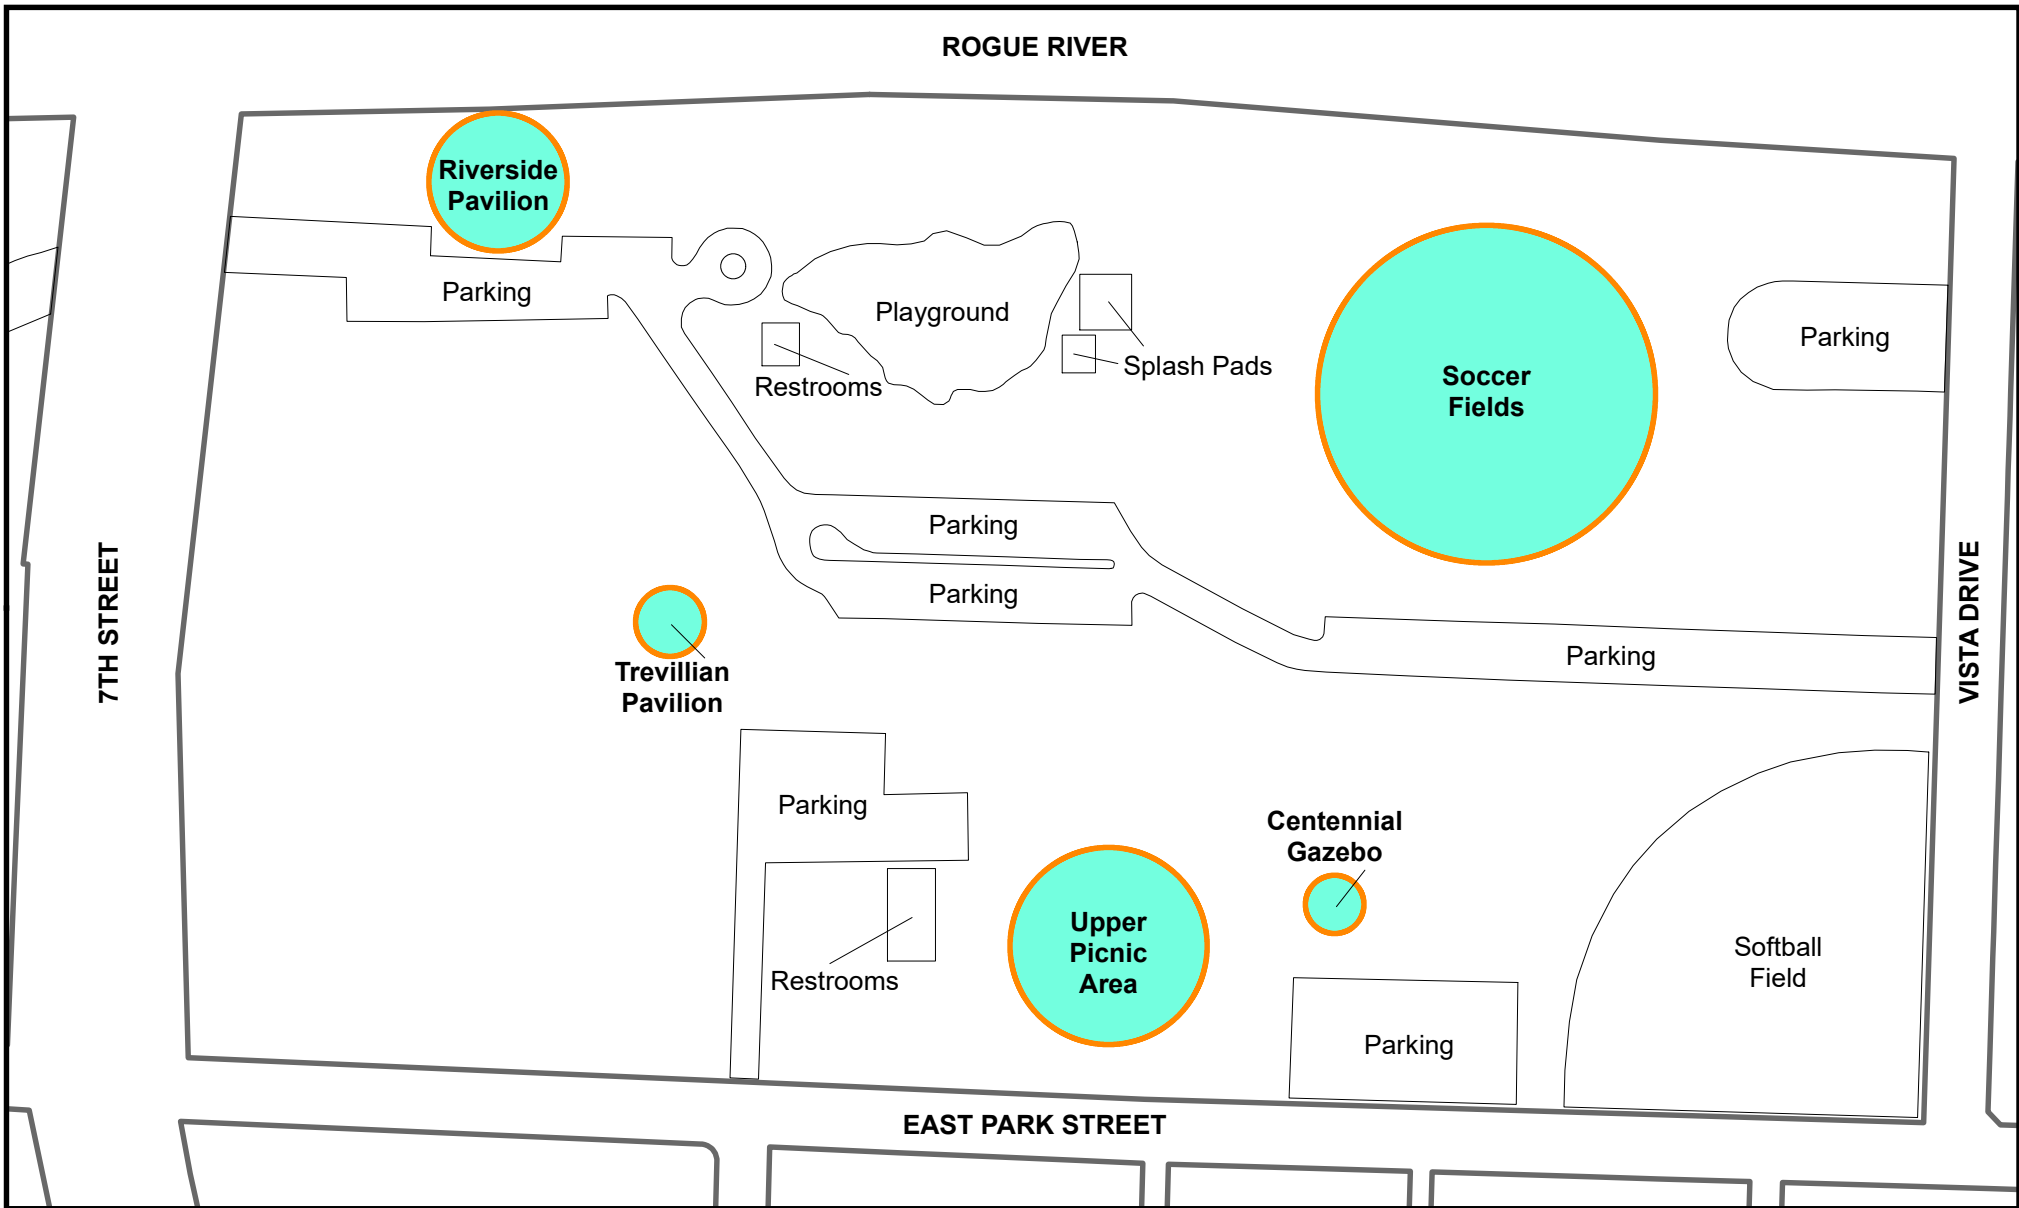 ROGUE RIVER
Riverside
Pavilion
Parking
Playground
Restrooms
Splash Pads
Soccer
Fields
Parking
Parking
Parking
7TH STREET
VISTA DRIVE
Trevillian
Pavilion
Parking
Parking
Centennial
Gazebo
Upper
Picnic
Area
Restrooms
Softball
Field
Parking
EAST PARK STREET